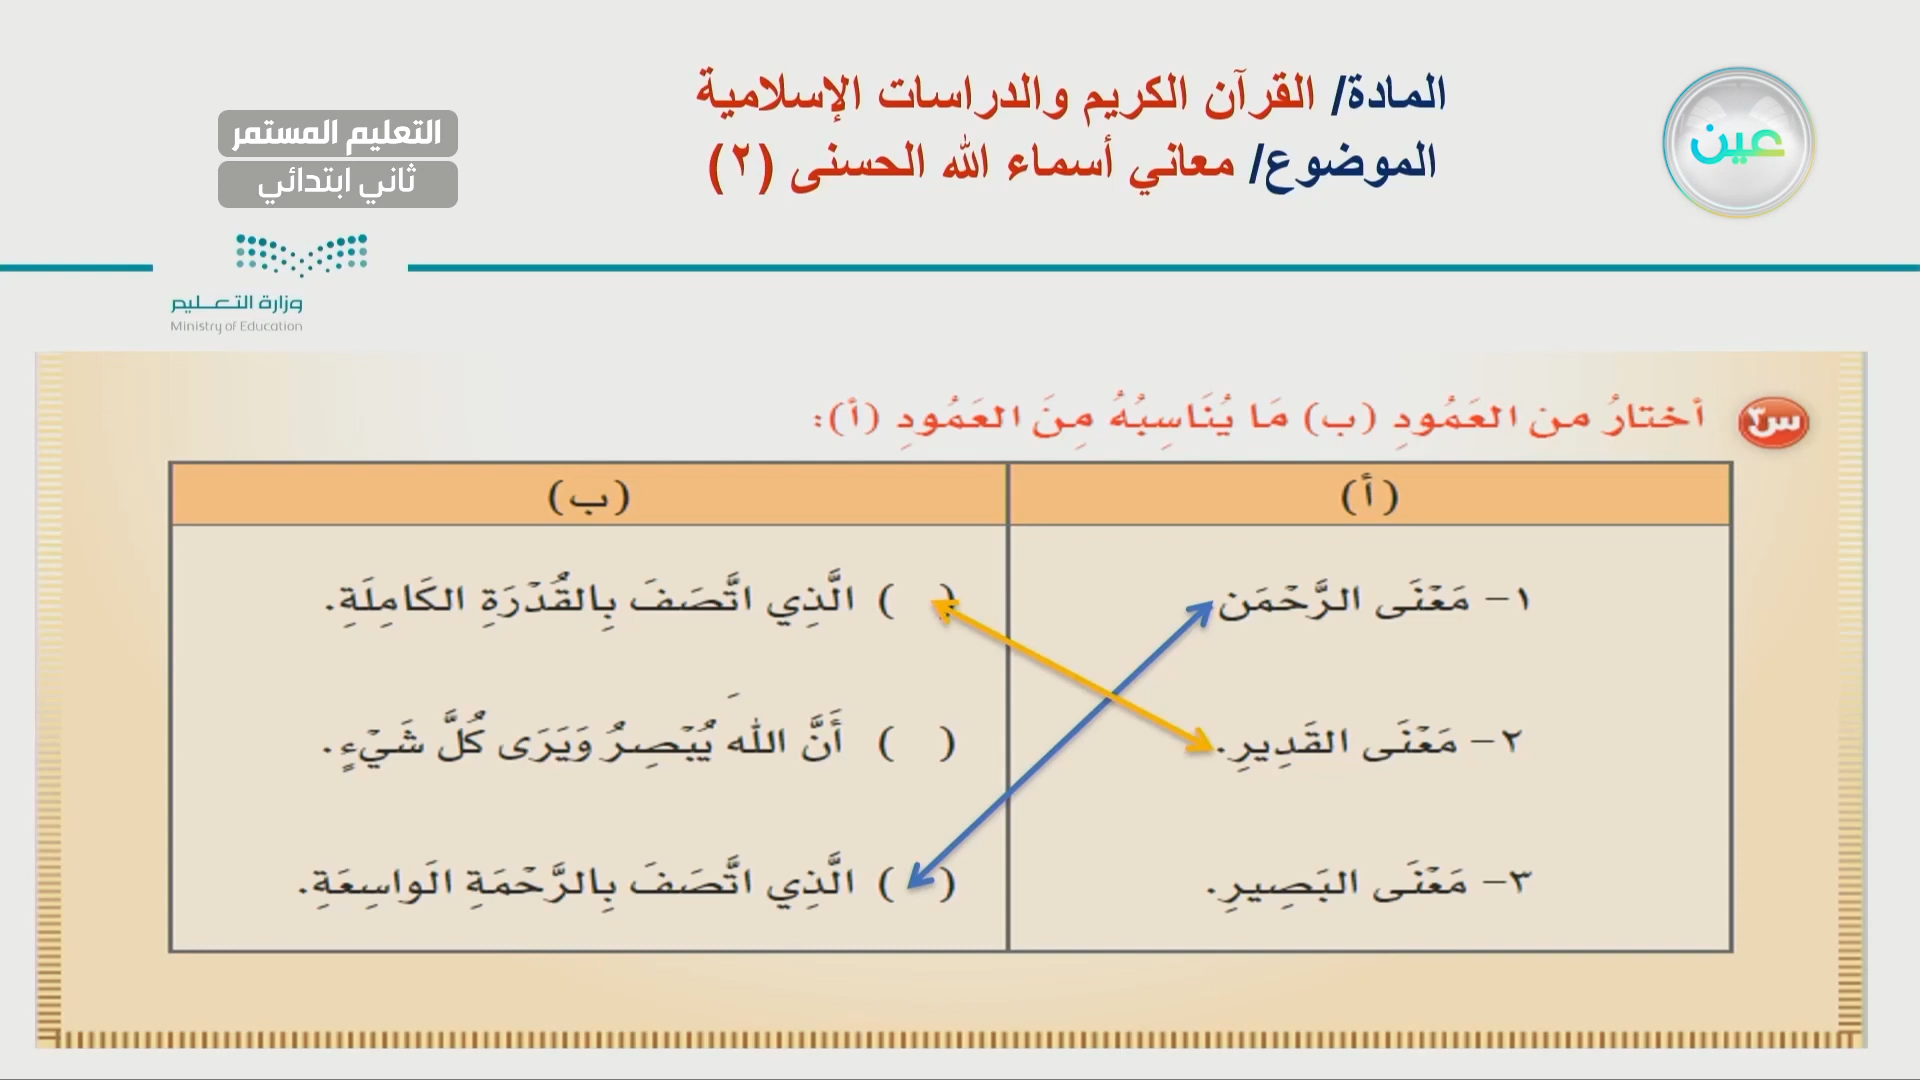 المادة/ القرآن الكريم والدراسات الإسلامية
الموضوع/ معاني أسماء الله الحسنى (٢)
عين
التعليم المستمر
ثاني ابتدائي
وزارة التعليم
Ministry of Education
س٣ أختارُ من العَمُودِ (ب) مَا يُنَاسِبُهُ مِنَ العَمُودِ (أ):
(أ) (ب)
١- مَعْنَى الرَّحْمَن. ( ) الَّذِي اتَّصَفَ بِالقُدْرَةِ الكَامِلَةِ.
٢- مَعْنَى القَدِيرِ. ( ) أَنَّ اللهَ يُبْصِرُ وَيَرَى كُلَّ شَيْءٍ.
٣- مَعْنَى البَصِيرِ. ( ) الَّذِي اتَّصَفَ بِالرَّحْمَةِ الَواسِعَةِ.